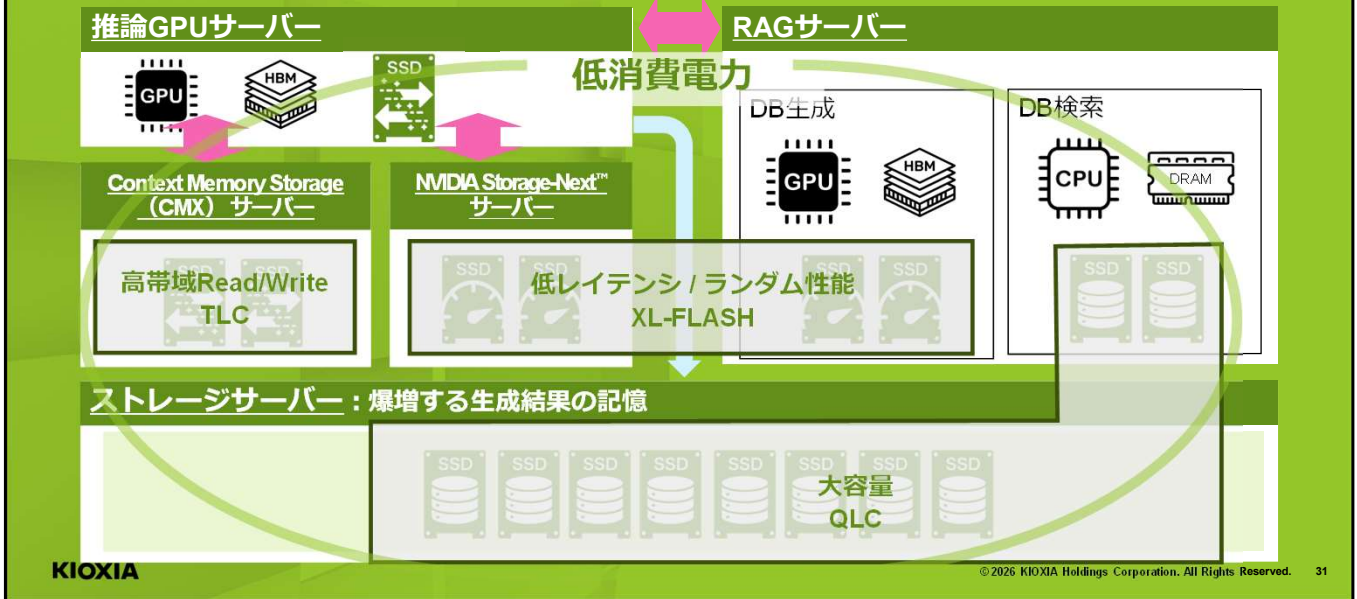 推論GPUサーバー
RAGサーバー
低消費電力
GPU
HBM
SSD
DB生成
DB検索
GPU
HBM
CPU
DRAM
Context Memory Storage
（CMX）サーバー
NVIDIA Storage-Next™
サーバー
SSD SSD
高帯域Read/Write
TLC
SSD SSD
低レイテンシ / ランダム性能
XL-FLASH
SSD SSD
SSD SSD
ストレージサーバー：爆増する生成結果の記憶
SSD SSD SSD SSD SSD SSD SSD SSD
大容量
QLC
KIOXIA
© 2026 KIOXIA Holdings Corporation. All Rights Reserved. 31